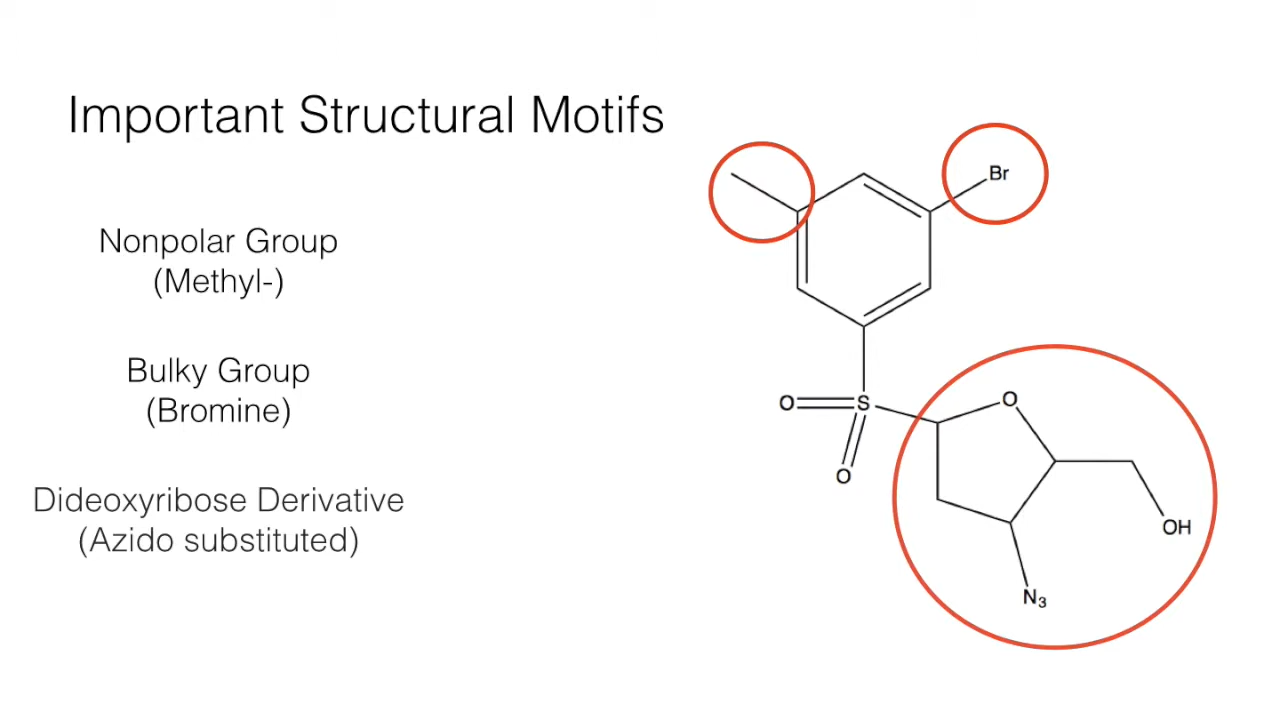 Important Structural Motifs
Nonpolar Group
(Methyl-)
Bulky Group
(Bromine)
Dideoxyribose Derivative
(Azido substituted)
Br
O
S
O
O
OH
N₃